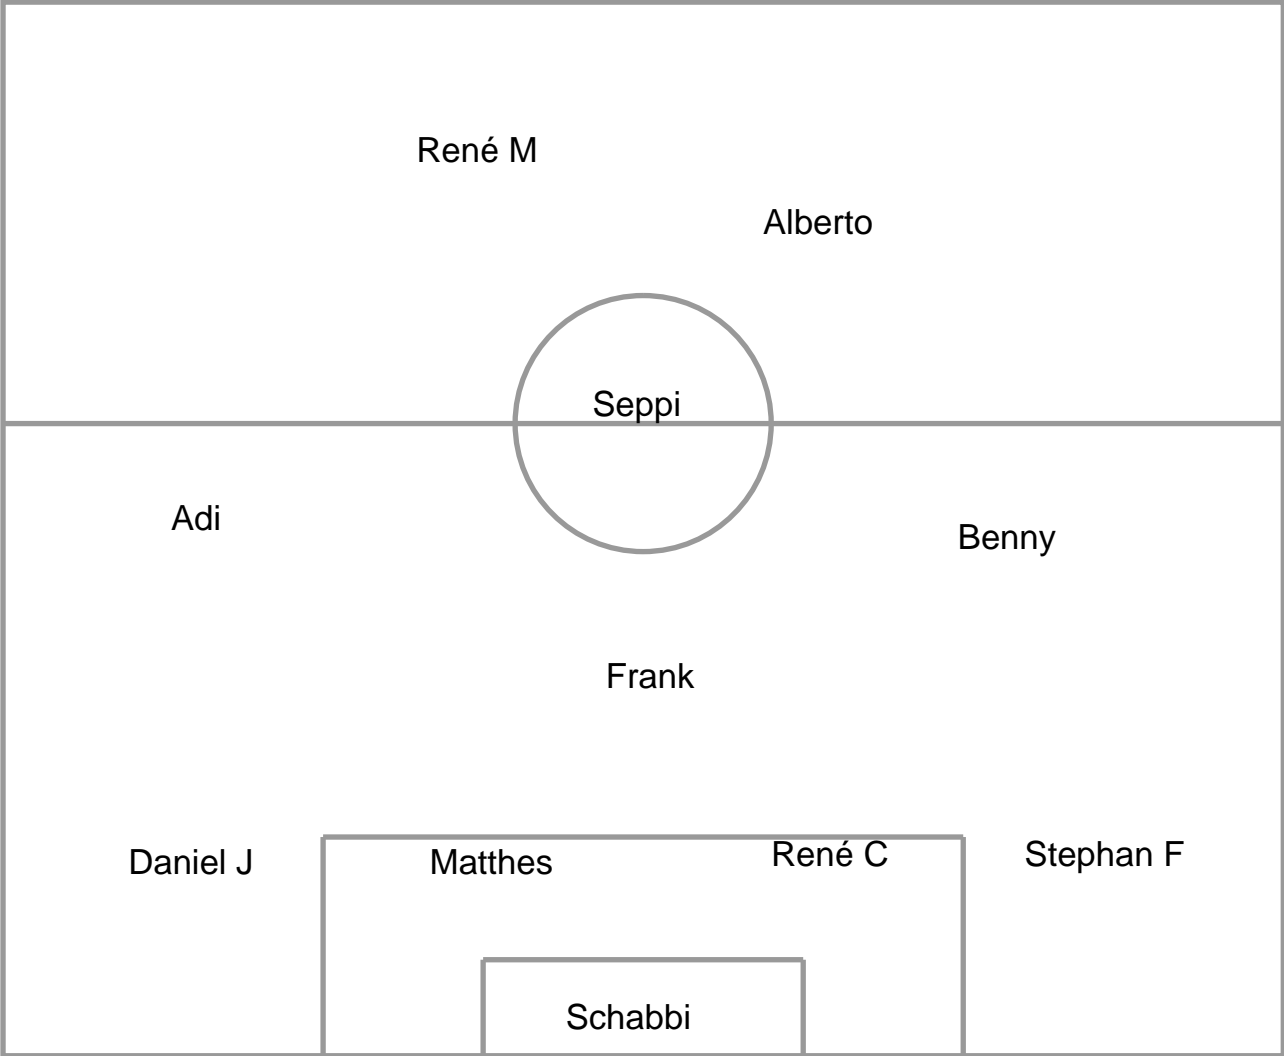 René M
Alberto
Seppi
Adi
Benny
Frank
Daniel J
Matthes
René C
Stephan F
Schabbi